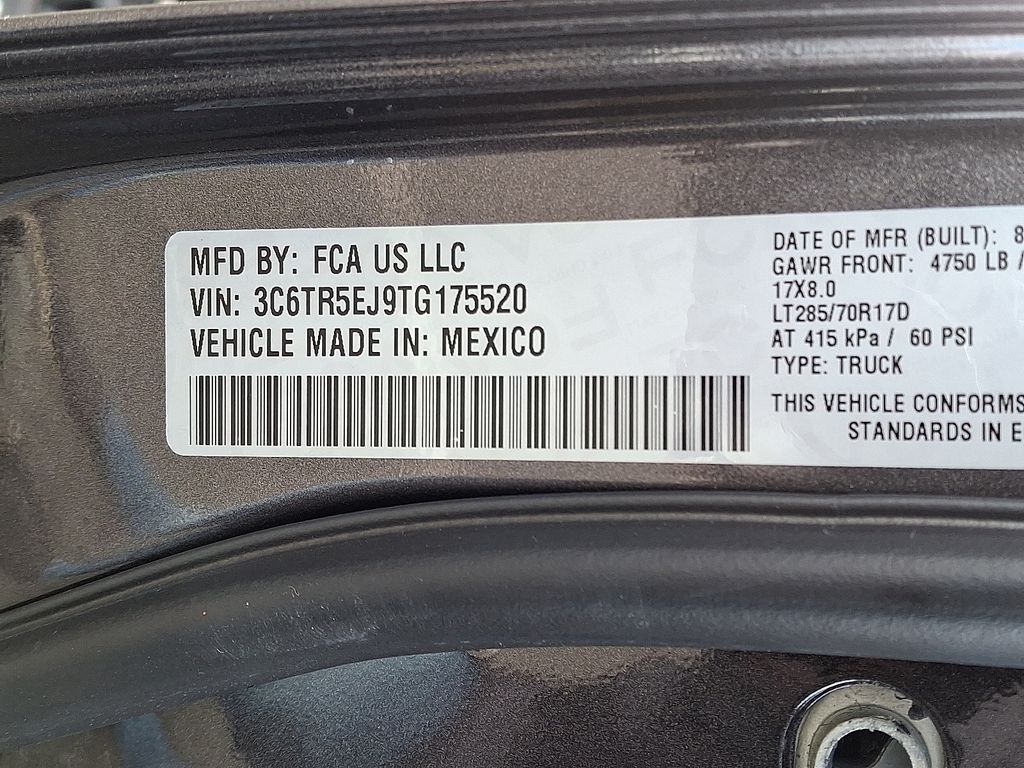 MFD BY: FCA US LLC
VIN: 3C6TR5EJ9TG175520
VEHICLE MADE IN: MEXICO
DATE OF MFR (BUILT): 8
GAWR FRONT: 4750 LB /
17X8.0
LT285/70R17D
AT 415 kPa / 60 PSI
TYPE: TRUCK
THIS VEHICLE CONFORMS
STANDARDS IN E